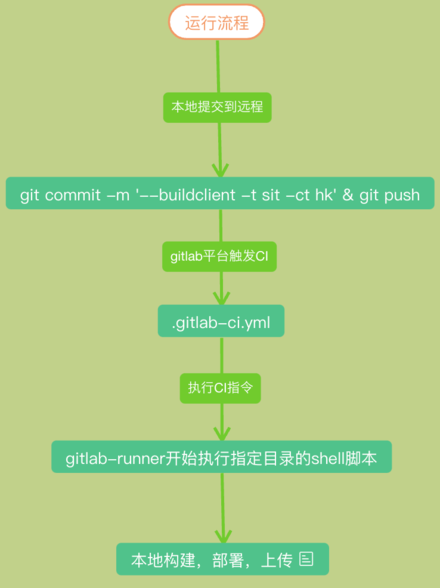 运行流程
本地提交到远程
git commit -m '--buildclient -t sit -ct hk' & git push
gitlab平台触发CI
.gitlab-ci.yml
执行CI指令
gitlab-runner开始执行指定目录的shell脚本
本地构建，部署，上传